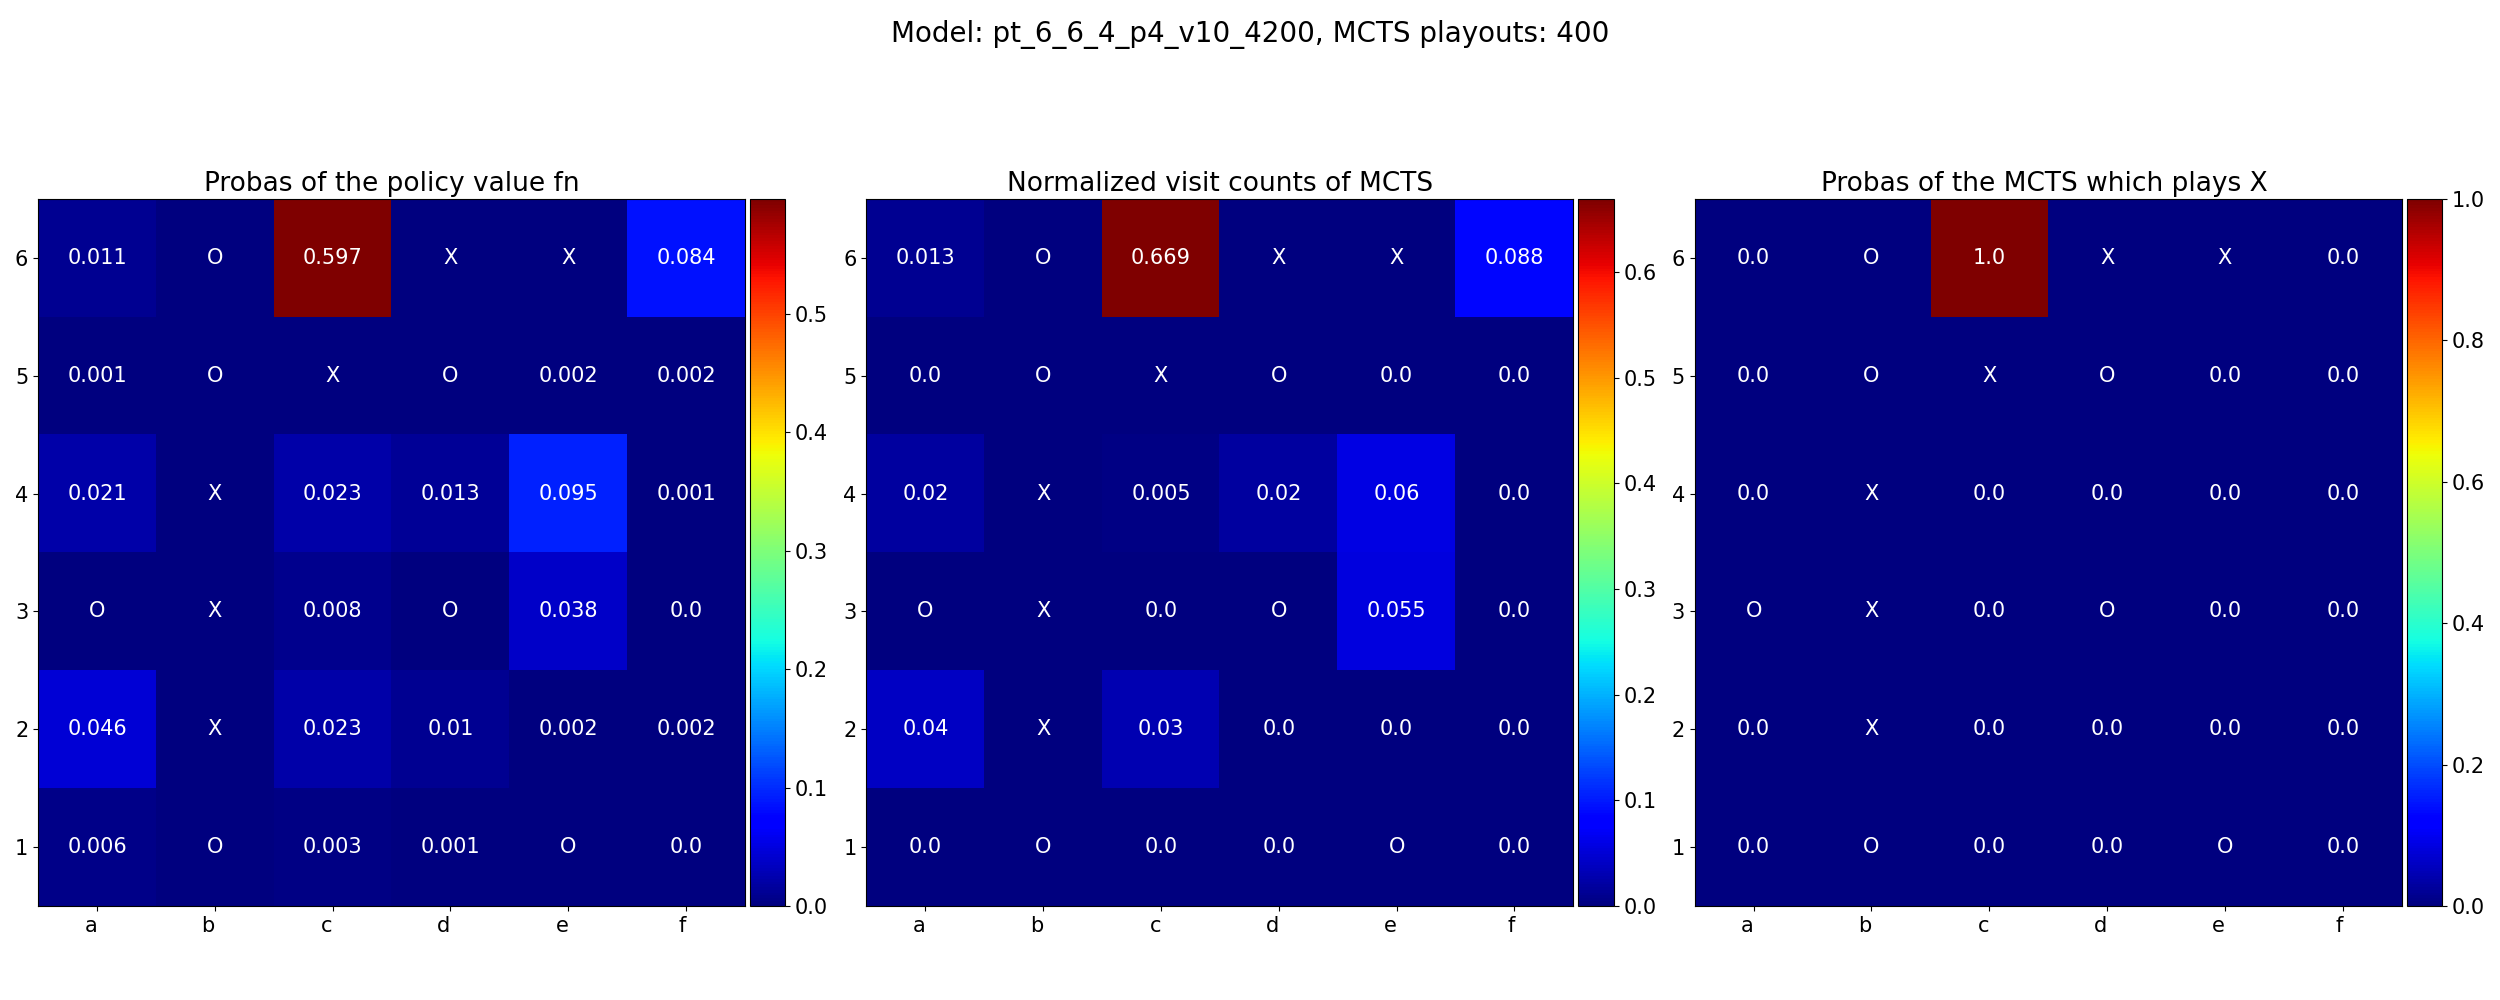 Model: pt_6_6_4_p4_v10_4200, MCTS playouts: 400
Probas of the policy value fn
6 0.011 O 0.597 X X 0.084
5 0.001 O X O 0.002 0.002
4 0.021 X 0.023 0.013 0.095 0.001
3 O X 0.008 O 0.038 0.0
2 0.046 X 0.023 0.01 0.002 0.002
1 0.006 O 0.003 0.001 O 0.0
a b c d e f
0.5
0.4
0.3
0.2
0.1
0.0
Normalized visit counts of MCTS
6 0.013 O 0.669 X X 0.088
5 0.0 O X O 0.0 0.0
4 0.02 X 0.005 0.02 0.06 0.0
3 O X 0.0 O 0.055 0.0
2 0.04 X 0.03 0.0 0.0 0.0
1 0.0 O 0.0 0.0 O 0.0
a b c d e f
0.6
0.5
0.4
0.3
0.2
0.1
0.0
Probas of the MCTS which plays X
6 0.0 O 1.0 X X 0.0
5 0.0 O X O 0.0 0.0
4 0.0 X 0.0 0.0 0.0 0.0
3 O X 0.0 O 0.0 0.0
2 0.0 X 0.0 0.0 0.0 0.0
1 0.0 O 0.0 0.0 O 0.0
a b c d e f
1.0
0.8
0.6
0.4
0.2
0.0